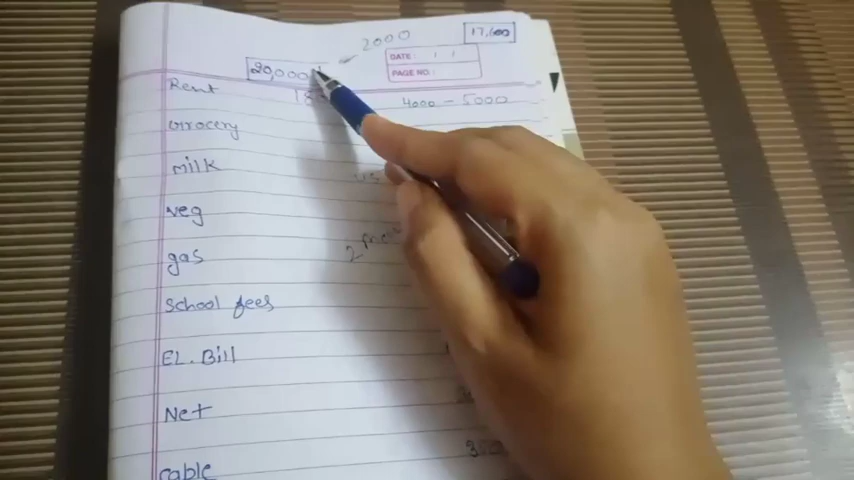 2000
17,600
20,000
DATE: / /
PAGE NO.:
Rent 4000 - 5000
Grocery
Milk
veg
gas
School fees
EL. Bill
Net
cable